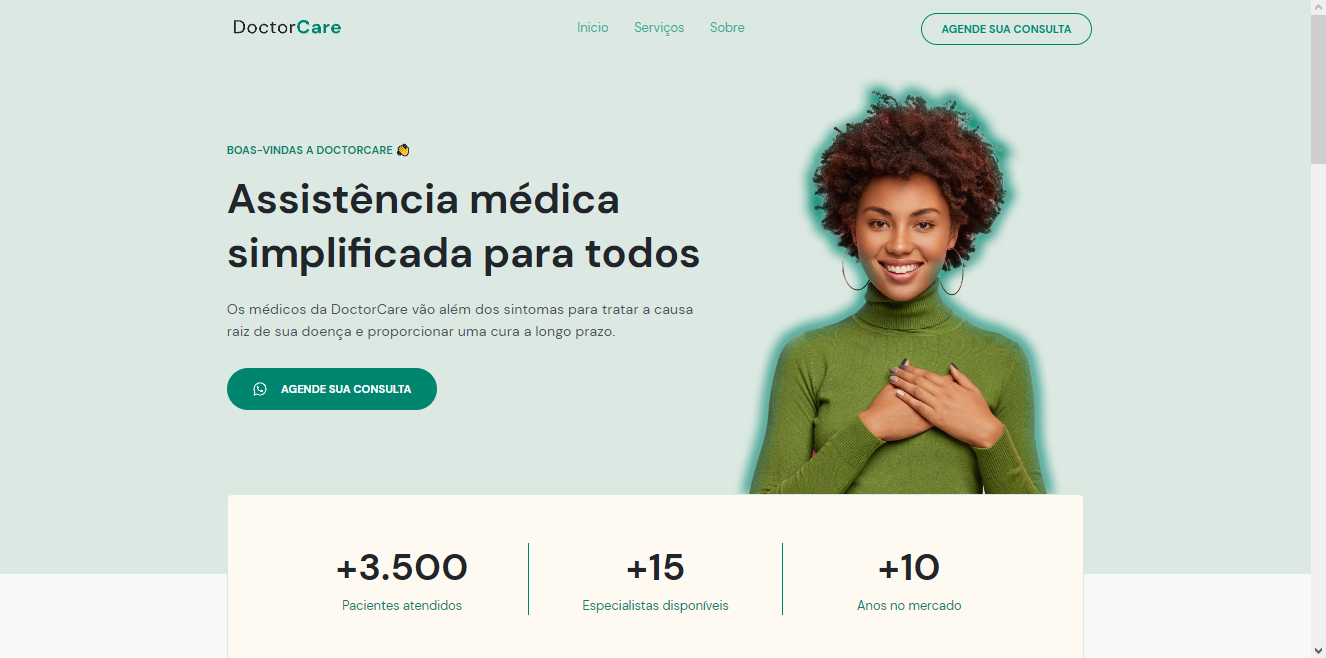 DoctorCare
Inicio Serviços Sobre
AGENDE SUA CONSULTA
BOAS-VINDAS A DOCTORCARE 👏
Assistência médica
simplificada para todos
Os médicos da DoctorCare vão além dos sintomas para tratar a causa
raiz de sua doença e proporcionar uma cura a longo prazo.
AGENDE SUA CONSULTA
+3.500
Pacientes atendidos
+15
Especialistas disponíveis
+10
Anos no mercado